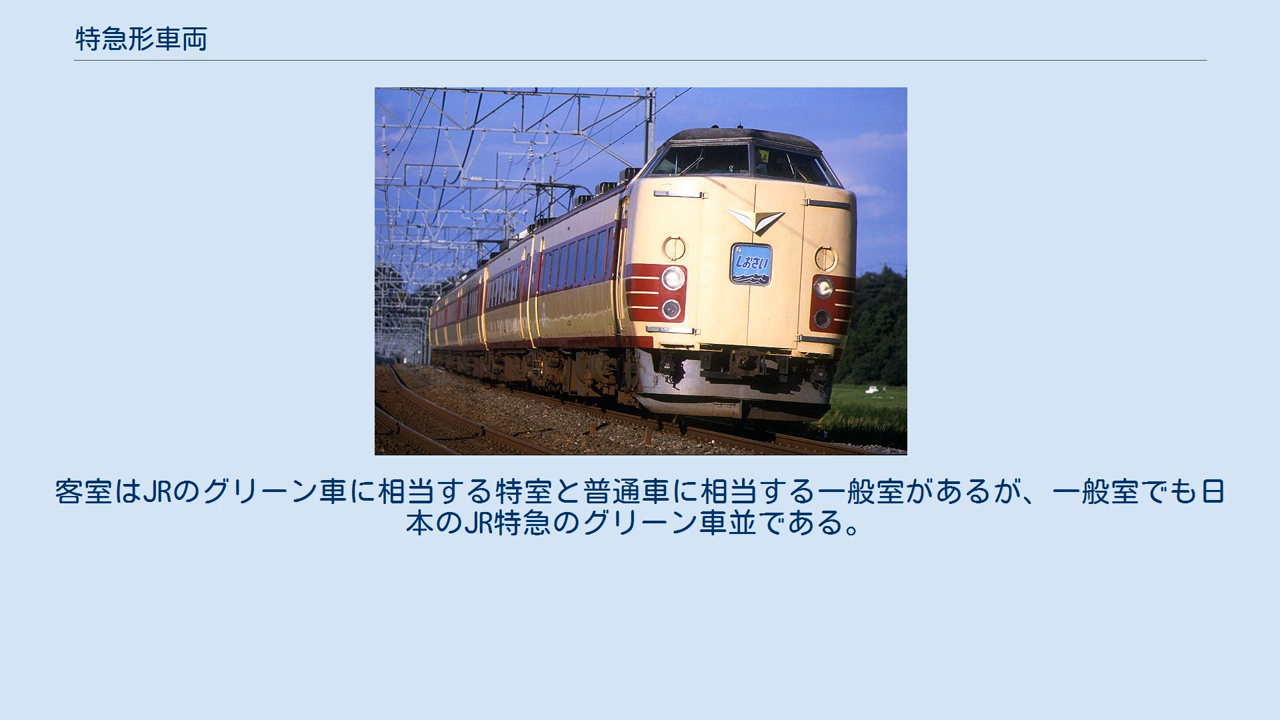 特急形車両
しおさい
客室はJRのグリーン車に相当する特室と普通車に相当する一般室があるが、一般室でも日
本のJR特急のグリーン車並である。